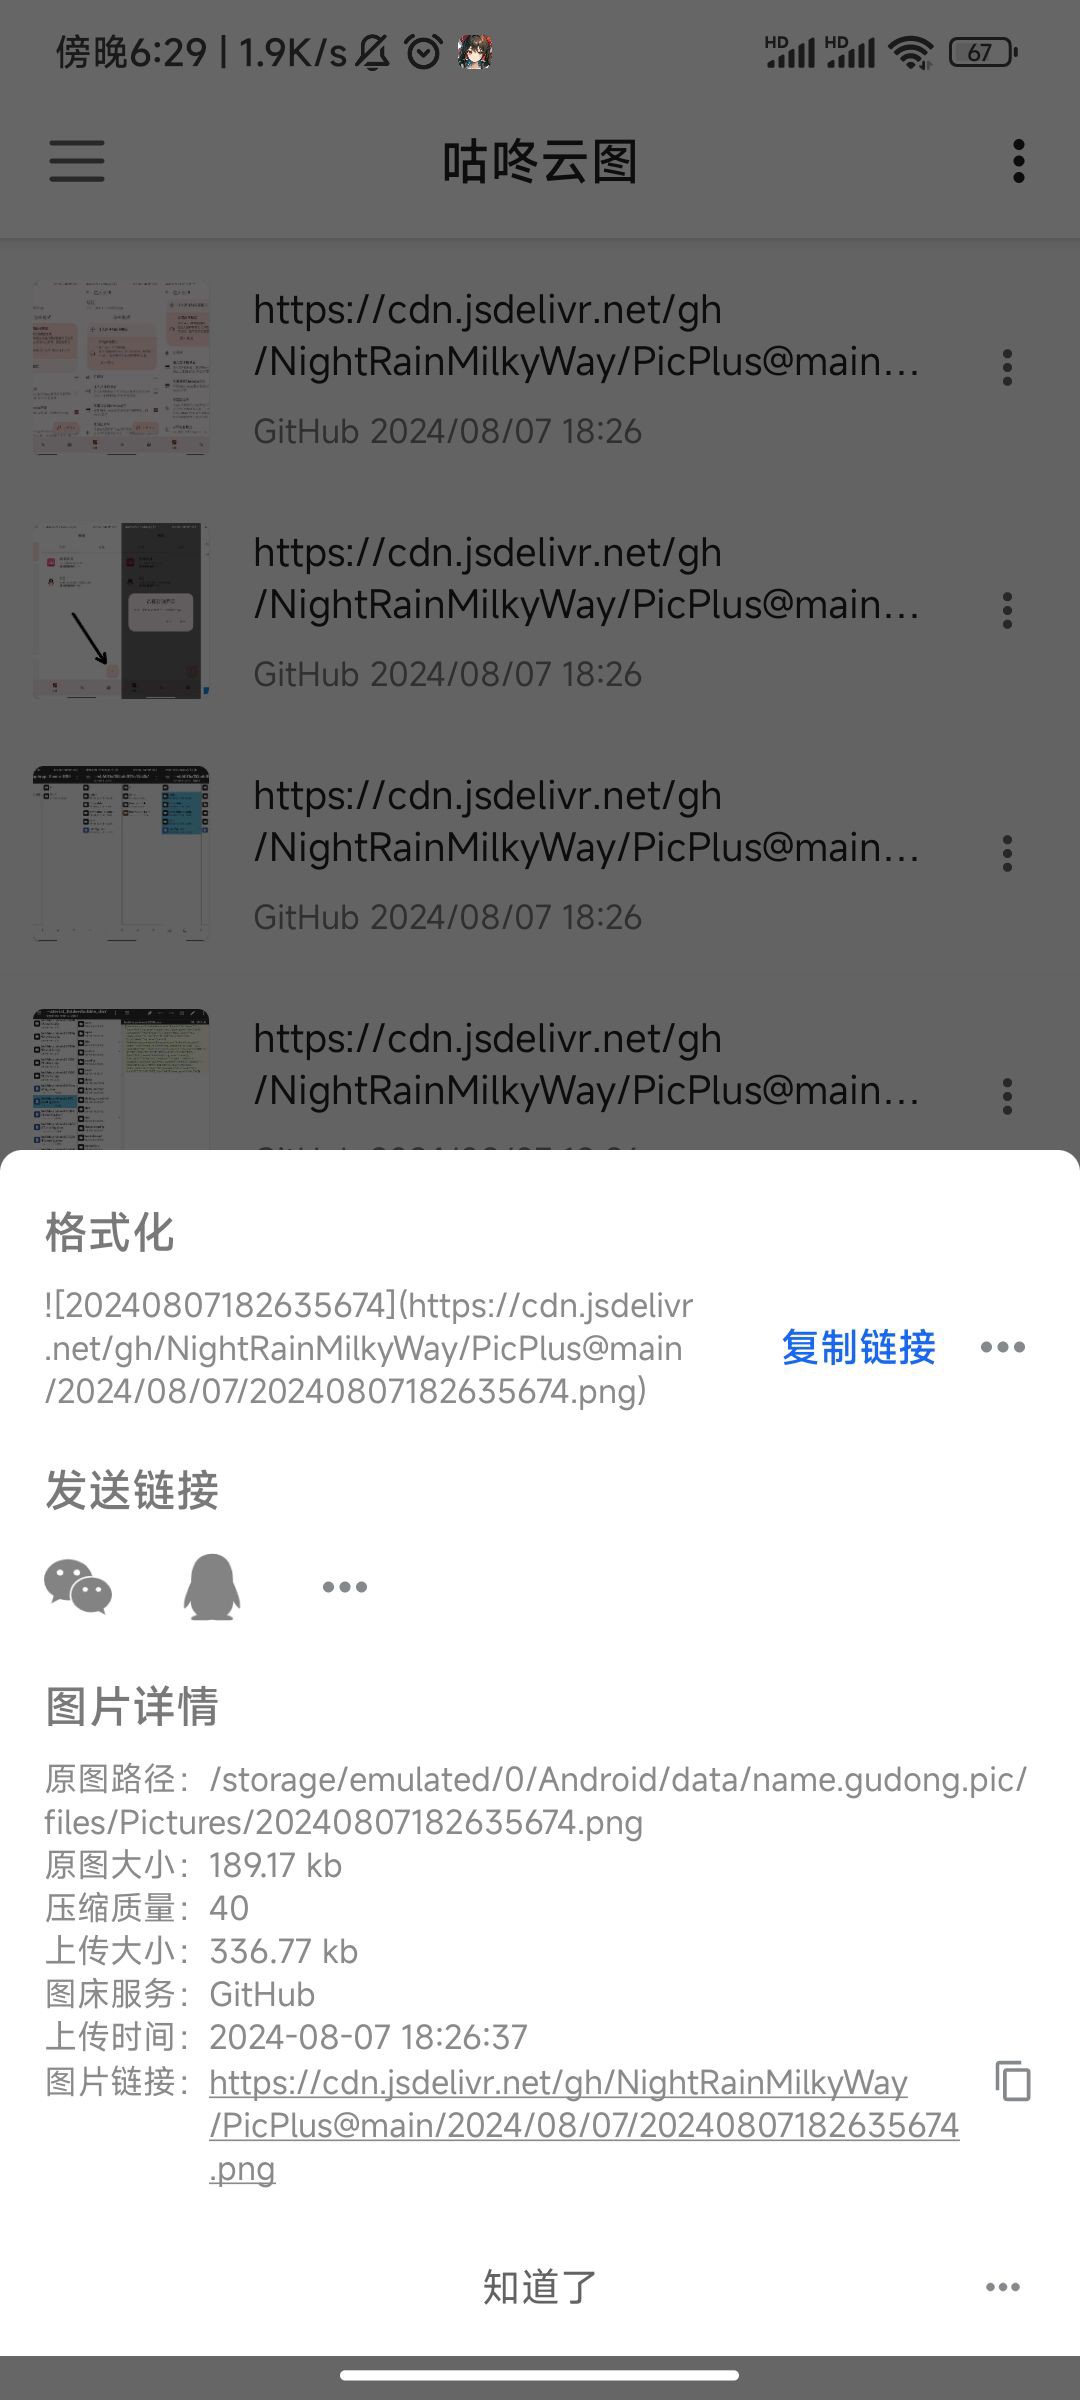 傍晚6:29 | 1.9K/s
HD HD 67
咕咚云图
https://cdn.jsdelivr.net/gh
/NightRainMilkyWay/PicPlus@main...
GitHub 2024/08/07 18:26
https://cdn.jsdelivr.net/gh
/NightRainMilkyWay/PicPlus@main...
GitHub 2024/08/07 18:26
https://cdn.jsdelivr.net/gh
/NightRainMilkyWay/PicPlus@main...
GitHub 2024/08/07 18:26
https://cdn.jsdelivr.net/gh
/NightRainMilkyWay/PicPlus@main...
格式化
![20240807182635674](https://cdn.jsdelivr
.net/gh/NightRainMilkyWay/PicPlus@main
/2024/08/07/20240807182635674.png)
复制链接
发送链接
图片详情
原图路径：/storage/emulated/0/Android/data/name.gudong.pic/
files/Pictures/20240807182635674.png
原图大小：189.17 kb
压缩质量：40
上传大小：336.77 kb
图床服务：GitHub
上传时间：2024-08-07 18:26:37
图片链接：https://cdn.jsdelivr.net/gh/NightRainMilkyWay
/PicPlus@main/2024/08/07/20240807182635674
.png
知道了